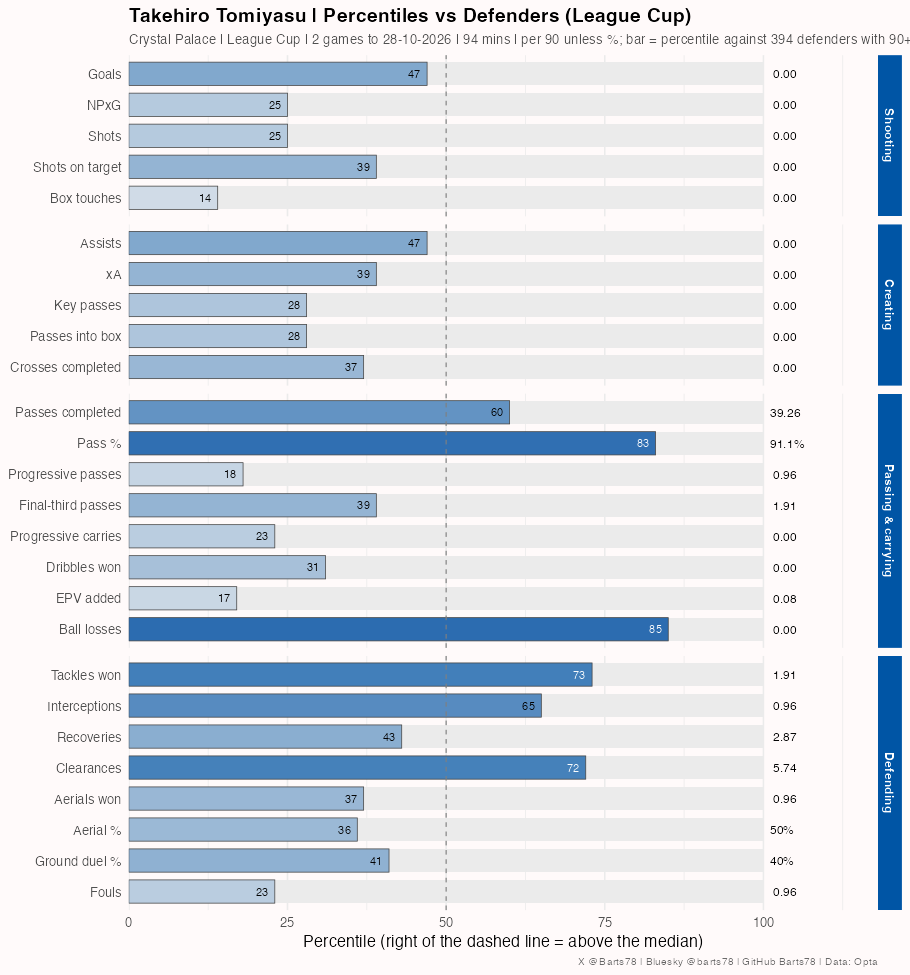 Takehiro Tomiyasu | Percentiles vs Defenders (League Cup)
Crystal Palace | League Cup | 2 games to 28-10-2026 | 94 mins | per 90 unless %; bar = percentile against 394 defenders with 90+
Goals 47 0.00
NPxG 25 0.00
Shots 25 0.00
Shots on target 39 0.00
Box touches 14 0.00
Shooting
Assists 47 0.00
xA 39 0.00
Key passes 28 0.00
Passes into box 28 0.00
Crosses completed 37 0.00
Creating
Passes completed 60 39.26
Pass % 83 91.1%
Progressive passes 18 0.96
Final-third passes 39 1.91
Progressive carries 23 0.00
Dribbles won 31 0.00
EPV added 17 0.08
Ball losses 85 0.00
Passing & carrying
Tackles won 73 1.91
Interceptions 65 0.96
Recoveries 43 2.87
Clearances 72 5.74
Aerials won 37 0.96
Aerial % 36 50%
Ground duel % 41 40%
Fouls 23 0.96
Defending
0 25 50 75 100
Percentile (right of the dashed line = above the median)
X @Barts78 | Bluesky @barts78 | GitHub Barts78 | Data: Opta